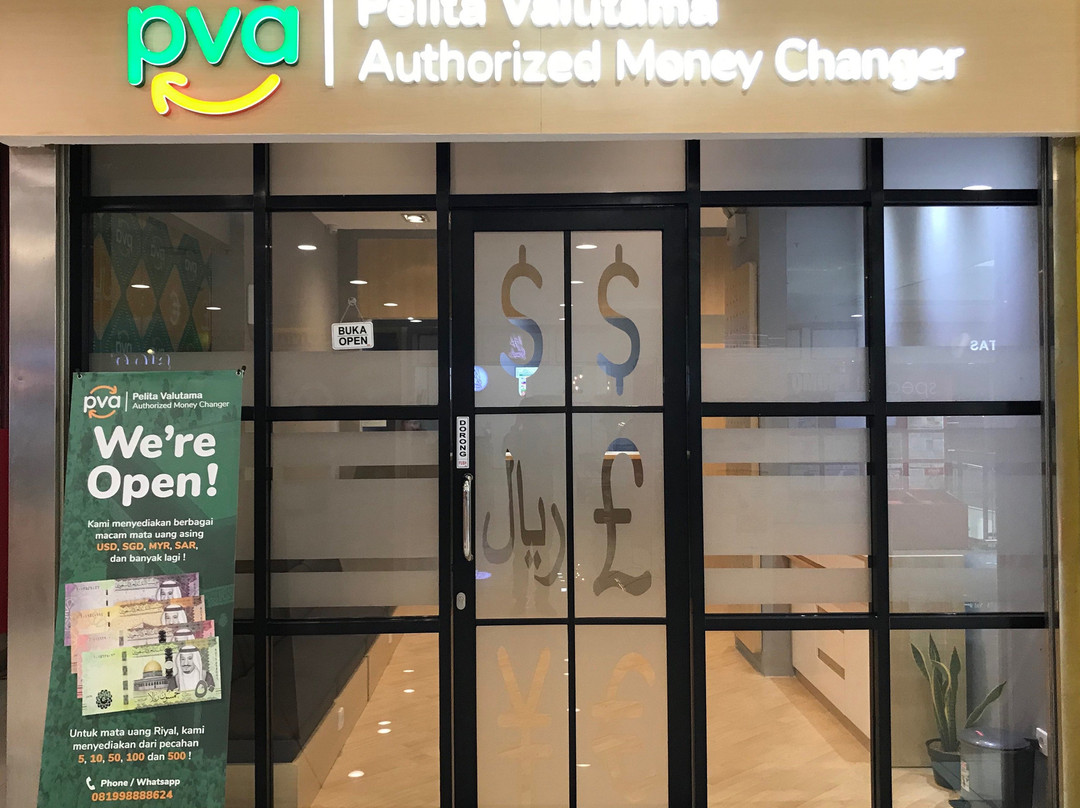 pva
Pelita Valutama
Authorized Money Changer
BUKA
OPEN
TAS
DORONG
$ $
ریال £
¥ £
pva
Pelita Valutama
Authorized Money Changer
We're
Open!
Kami menyediakan berbagai
macam mata uang asing
USD, SGD, MYR, SAR,
dan banyak lagi !
Untuk mata uang Riyal, kami
menyediakan dari pecahan
5, 10, 50, 100 dan 500 !
Phone / Whatsapp
081998888624